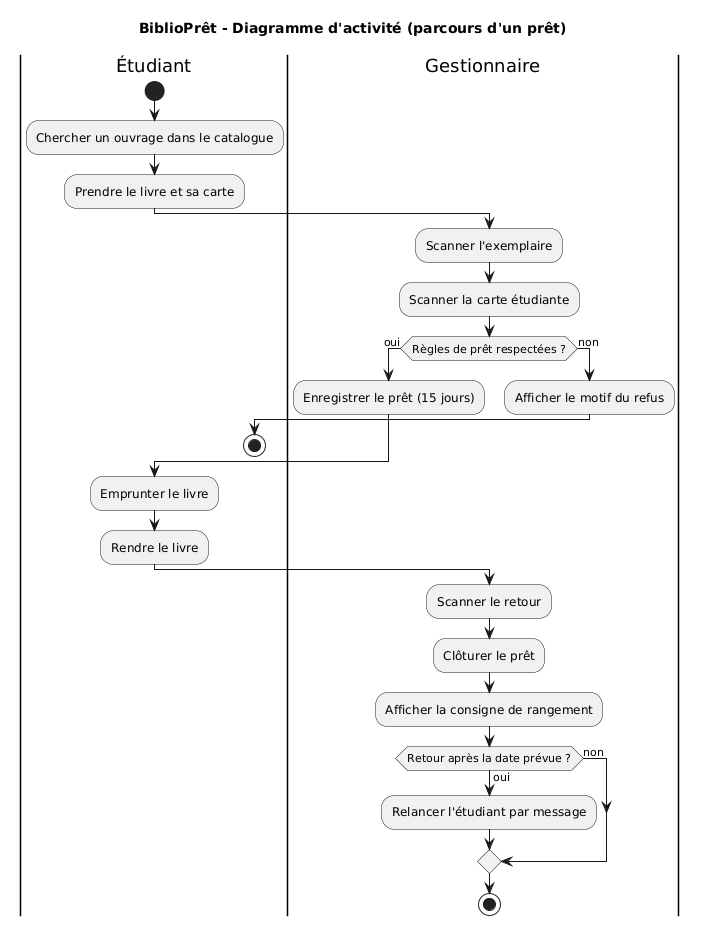 BiblioPrêt - Diagramme d'activité (parcours d'un prêt)
Étudiant
Gestionnaire
Chercher un ouvrage dans le catalogue
Prendre le livre et sa carte
Scanner l'exemplaire
Scanner la carte étudiante
oui
Règles de prêt respectées ?
non
Enregistrer le prêt (15 jours)
Afficher le motif du refus
Emprunter le livre
Rendre le livre
Scanner le retour
Clôturer le prêt
Afficher la consigne de rangement
Retour après la date prévue ?
non
oui
Relancer l'étudiant par message